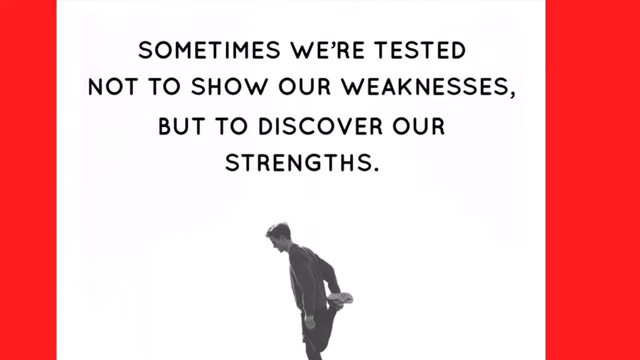 SOMETIMES WE’RE TESTED
NOT TO SHOW OUR WEAKNESSES,
BUT TO DISCOVER OUR
STRENGTHS.